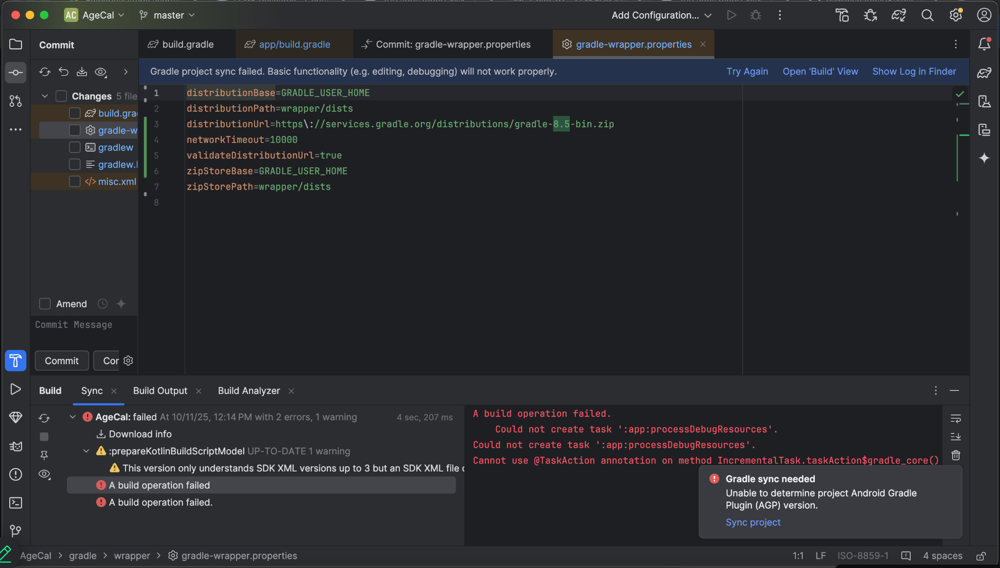 AC AgeCal master Add Configuration...
Commit
build.gradle app/build.gradle Commit: gradle-wrapper.properties gradle-wrapper.properties
Gradle project sync failed. Basic functionality (e.g. editing, debugging) will not work properly. Try Again Open 'Build' View Show Log in Finder
Changes 5 file
build.gra
gradle-w
gradlew
gradlew.
misc.xml
1 distributionBase=GRADLE_USER_HOME
2 distributionPath=wrapper/dists
3 distributionUrl=https\://services.gradle.org/distributions/gradle-8.5-bin.zip
4 networkTimeout=10000
5 validateDistributionUrl=true
6 zipStoreBase=GRADLE_USER_HOME
7 zipStorePath=wrapper/dists
8
Amend
Commit Message
Commit Cor
Build Sync Build Output Build Analyzer
AgeCal: failed At 10/11/25, 12:14 PM with 2 errors, 1 warning 4 sec, 207 ms
Download info
:prepareKotlinBuildScriptModel UP-TO-DATE 1 warning
This version only understands SDK XML versions up to 3 but an SDK XML file
A build operation failed
A build operation failed.
A build operation failed.
Could not create task ':app:processDebugResources'.
Could not create task ':app:processDebugResources'.
Cannot use @TaskAction annotation on method IncrementalTask.taskAction$gradle_core()
Gradle sync needed
Unable to determine project Android Gradle
Plugin (AGP) version.
Sync project
AgeCal > gradle > wrapper > gradle-wrapper.properties 1:1 LF ISO-8859-1 4 spaces